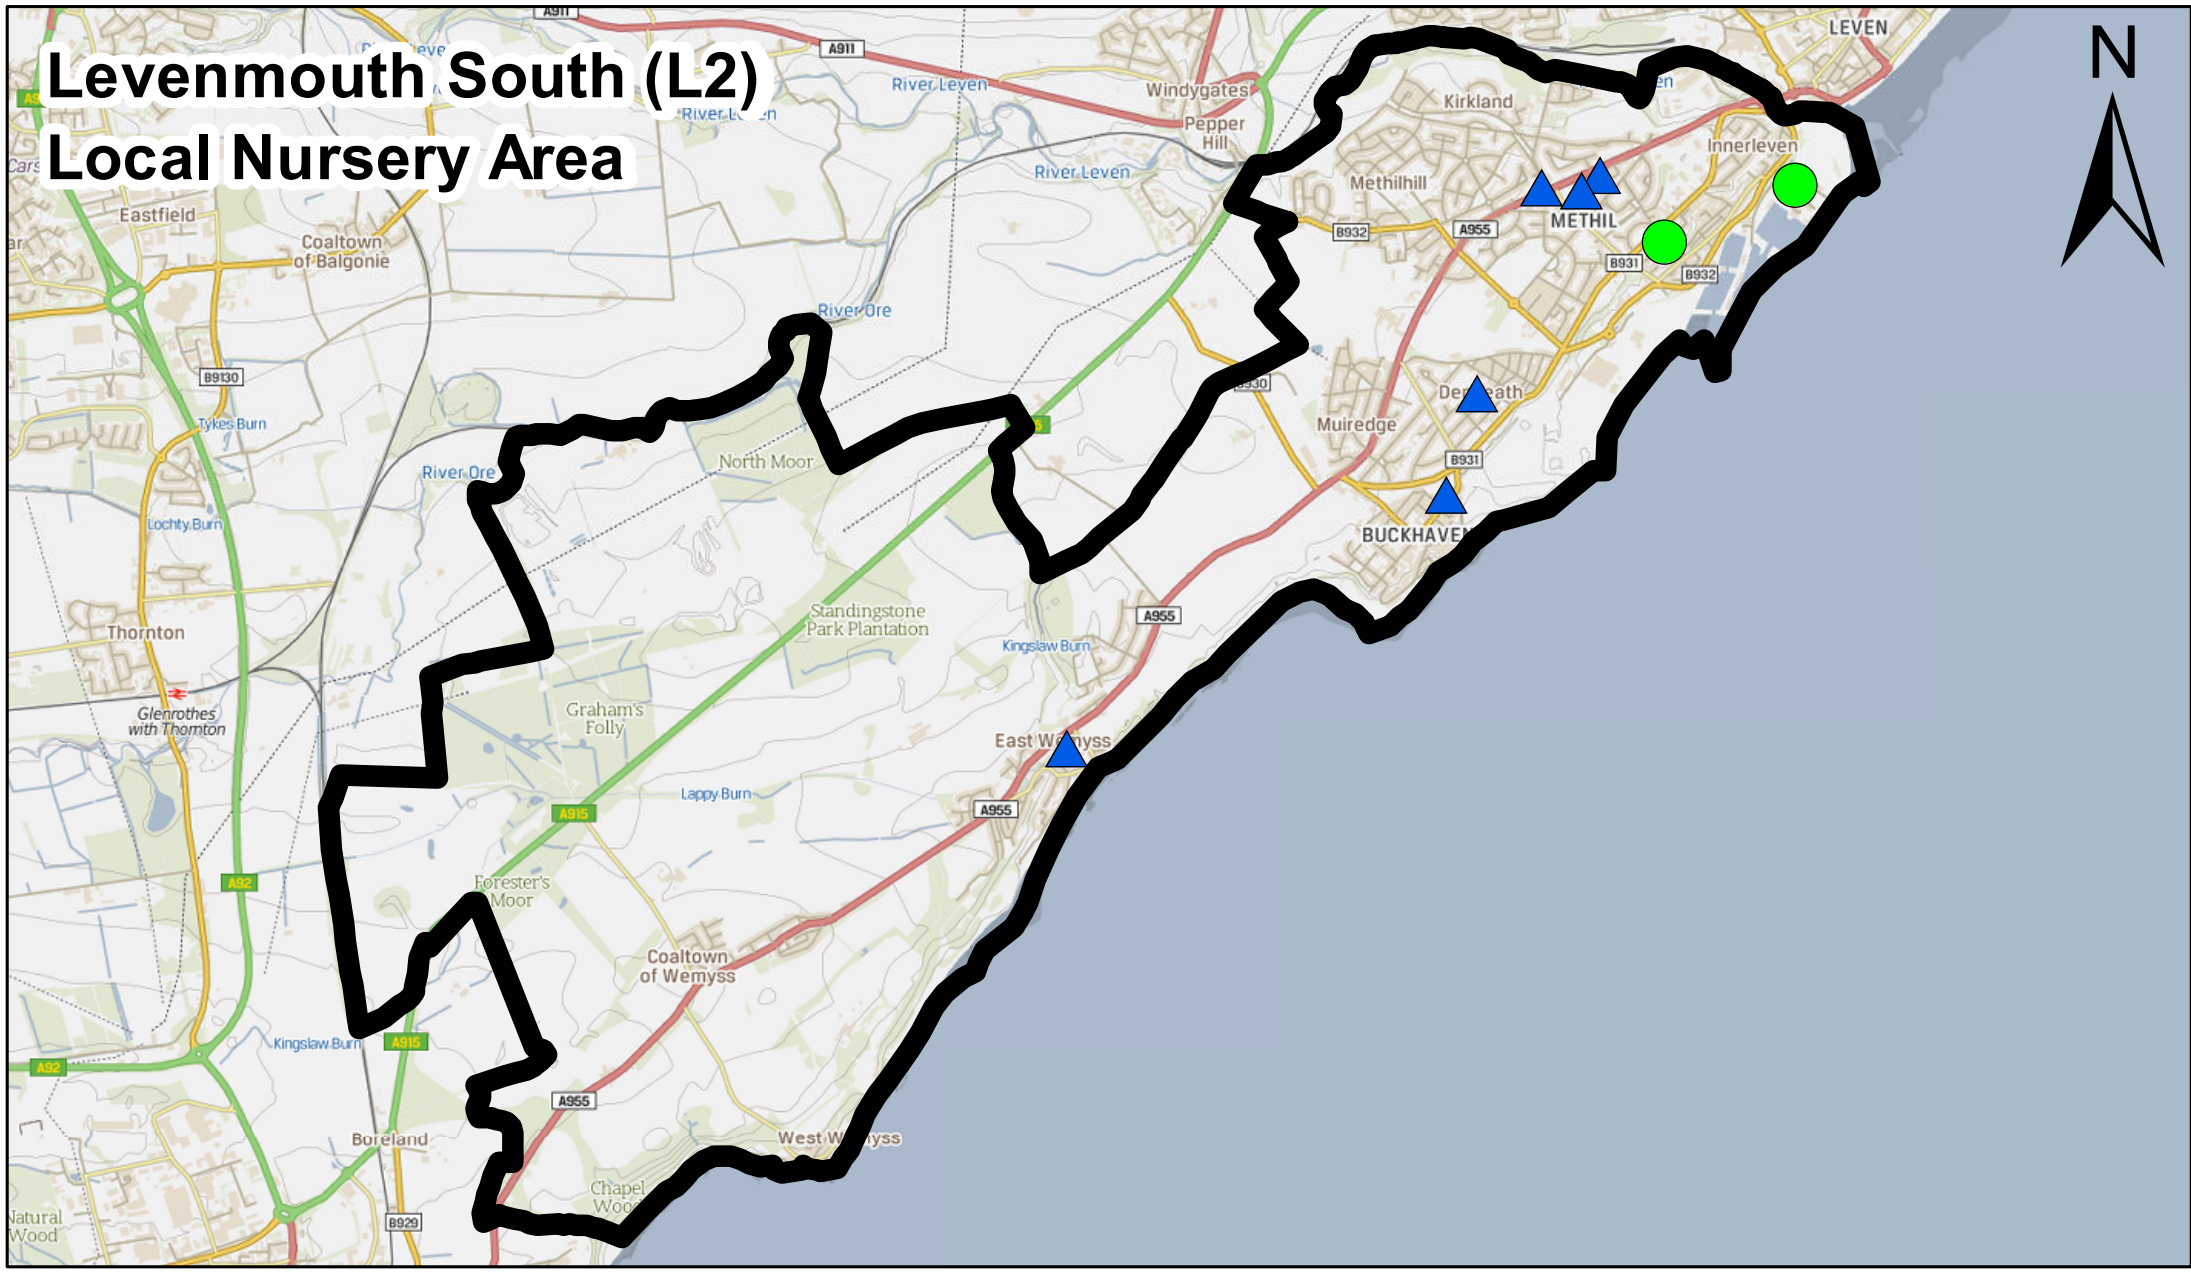 Levenmouth South (L2)
Local Nursery Area
N
A911
A911
LEVEN
River Leven
River Leven
Windygates
Pepper
Hill
Kirkland
Innerleven
River Leven
Methilhill
METHIL
Eastfield
Coaltown
of Balgonie
B932
A955
B931
B932
River Ore
B9130
Tykes Burn
Muiredge
North Moor
River Ore
B931
Lochty Burn
BUCKHAVEN
Standingstone
Park Plantation
A955
Thornton
Kingslaw Burn
Glenrothes
with Thornton
Graham's
Folly
East Wemyss
Lappy Burn
A955
A915
A92
Forester's
Moor
Coaltown
of Wemyss
Kingslaw Burn
A915
A92
A955
Boreland
West Wemyss
Chapel
Wood
B929
Natural
Wood